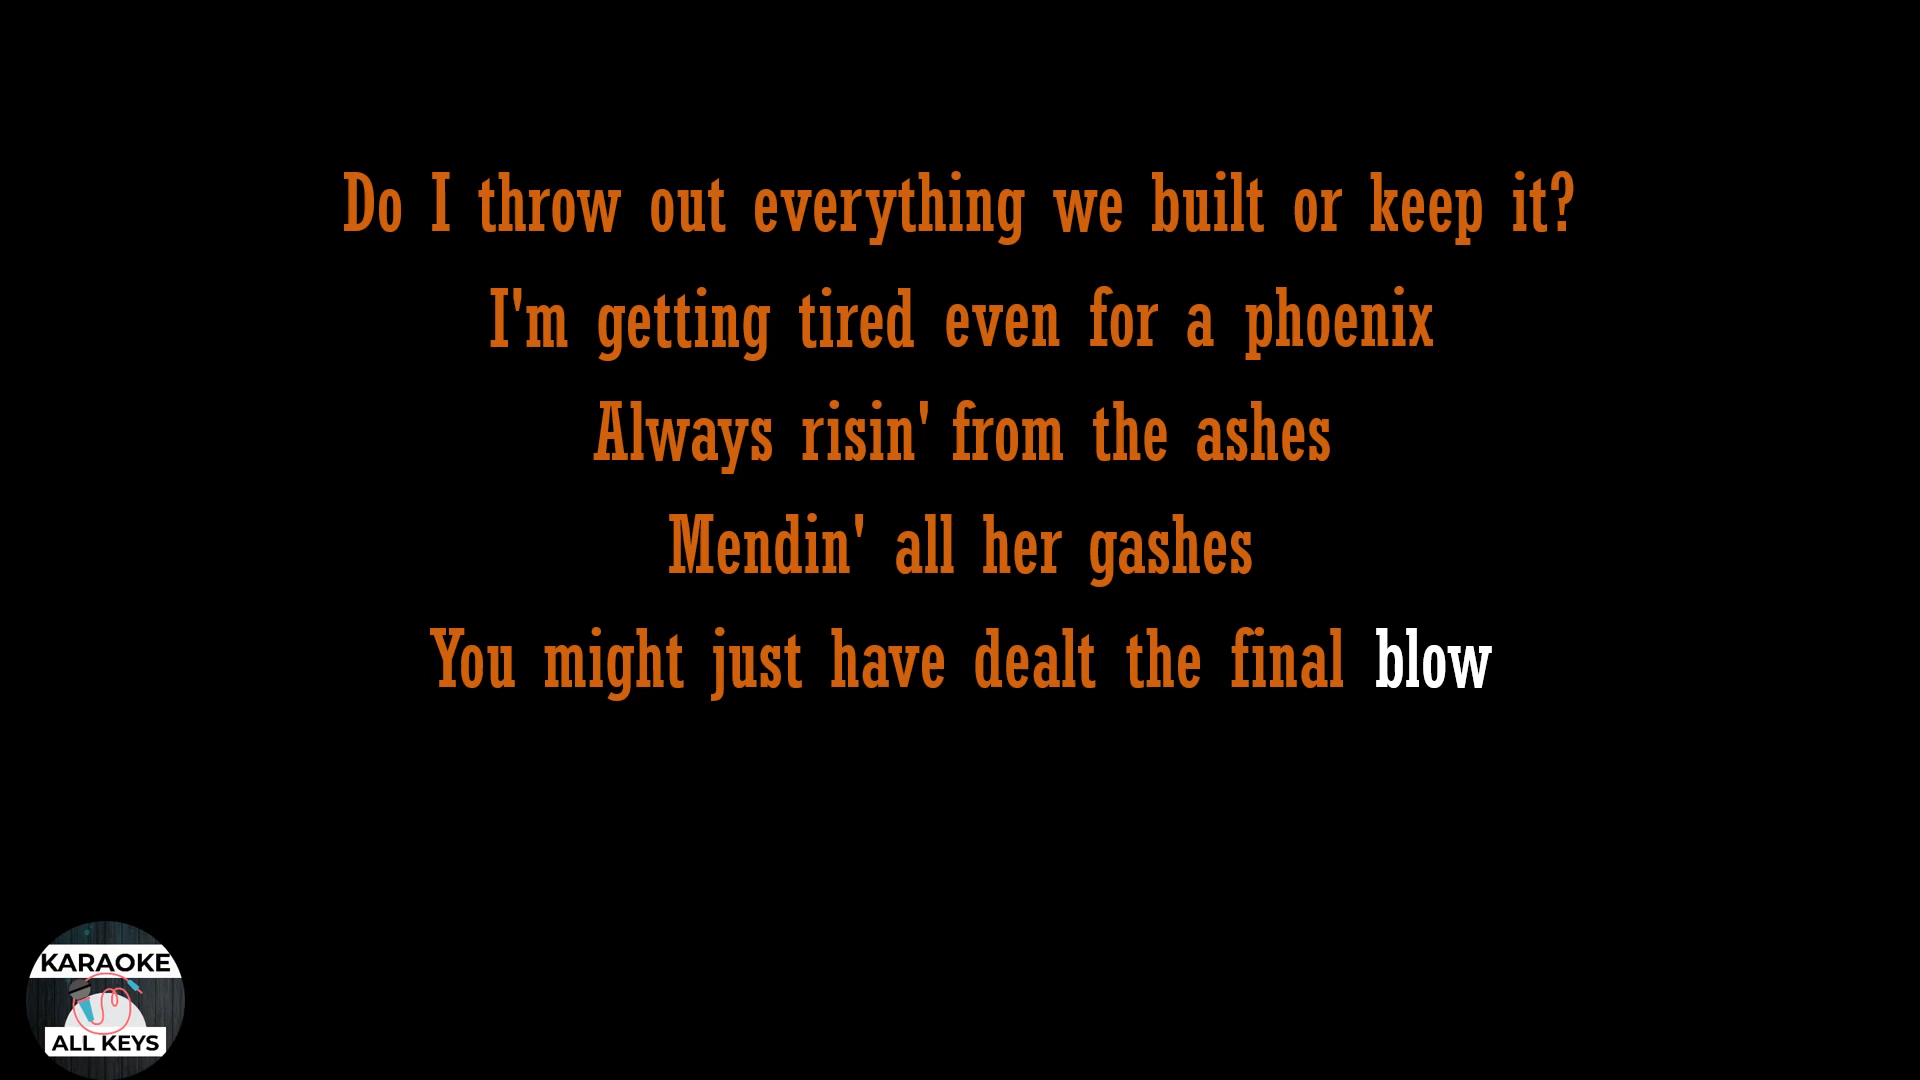 Do I throw out everything we built or keep it?
I'm getting tired even for a phoenix
Always risin' from the ashes
Mendin' all her gashes
You might just have dealt the final blow
KARAOKE
ALL KEYS